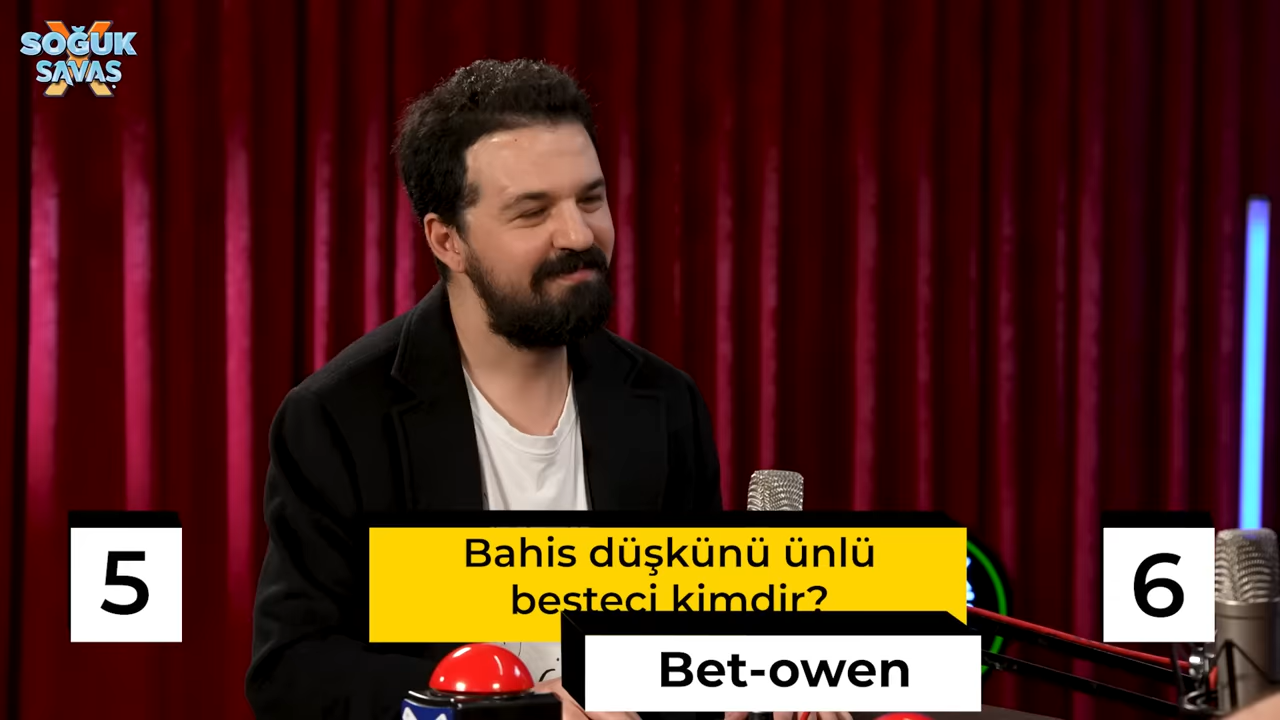 SOĞUK
SAVAŞ
5
Bahis düşkünü ünlü
besteci kimdir?
6
Bet-owen